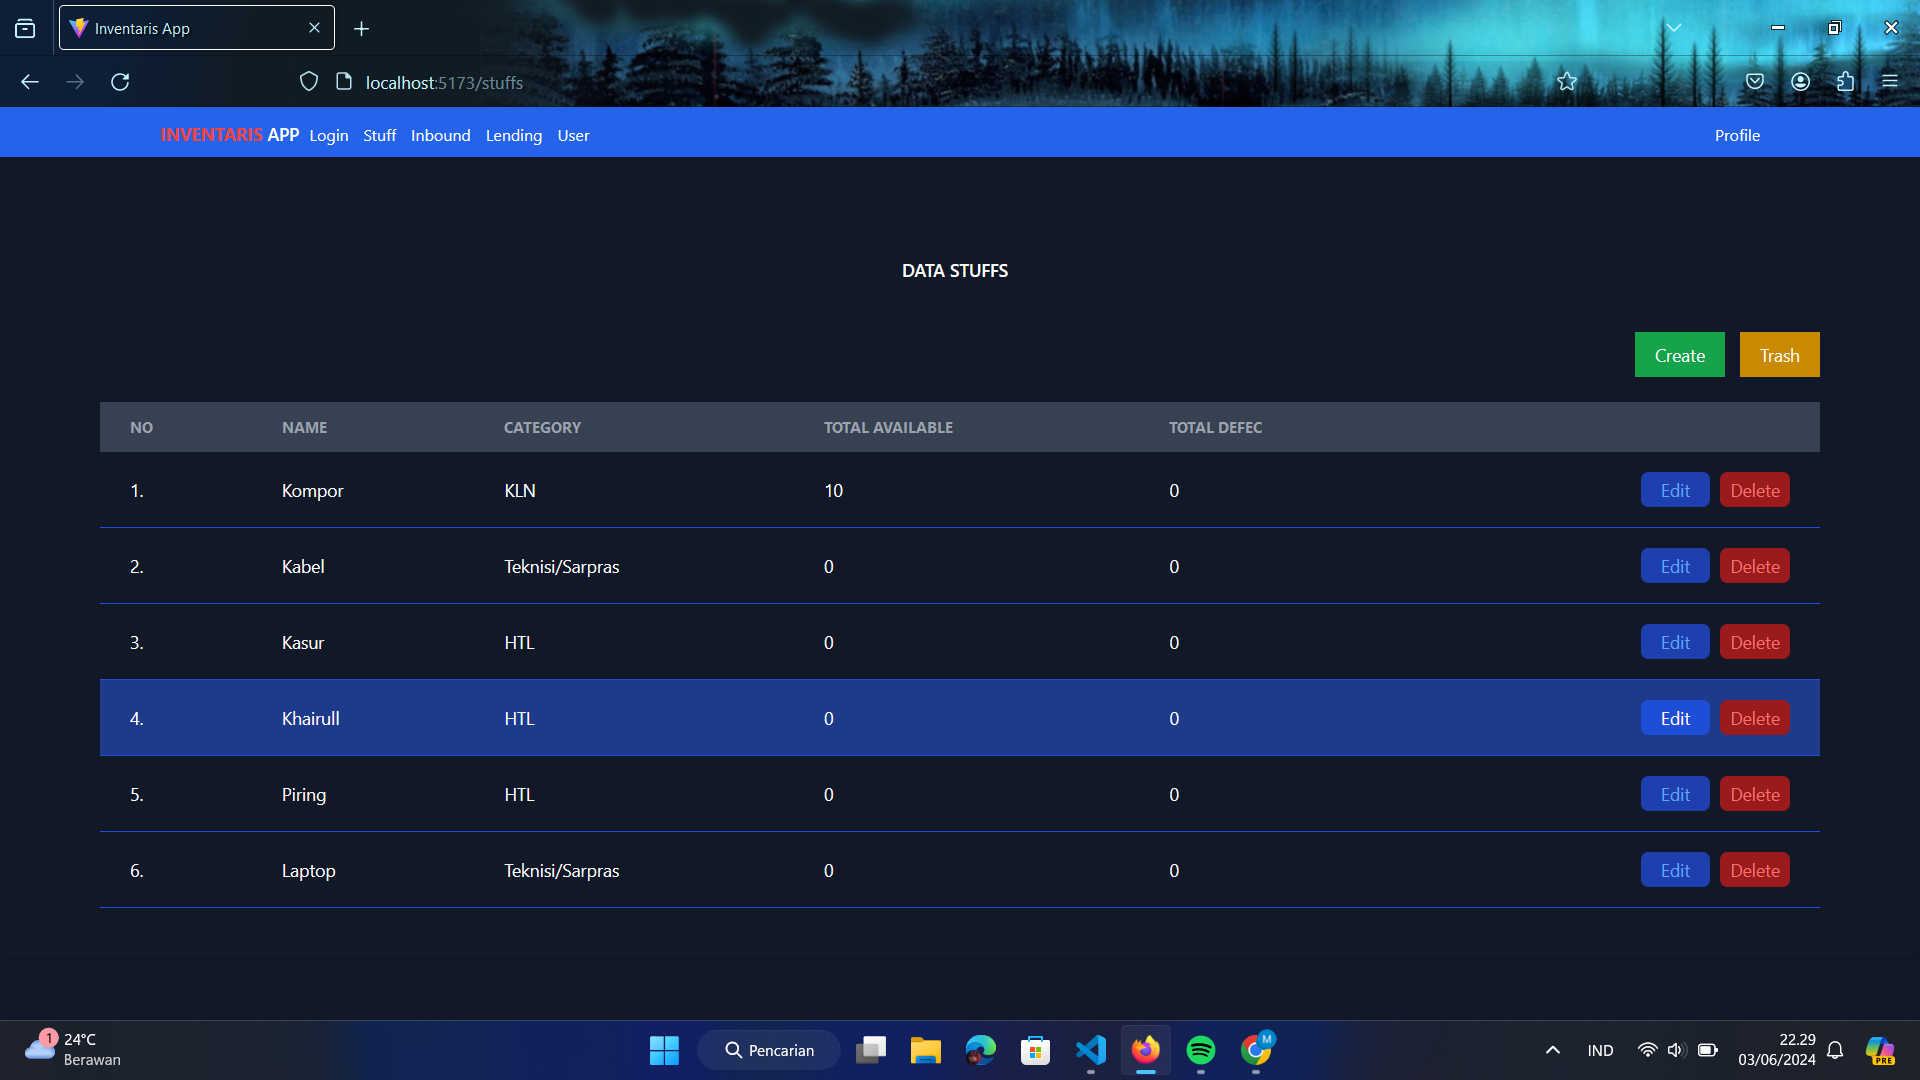 Inventaris App
localhost:5173/stuffs
INVENTARIS APP Login Stuff Inbound Lending User Profile
DATA STUFFS
Create Trash
NO NAME CATEGORY TOTAL AVAILABLE TOTAL DEFEC
1. Kompor KLN 10 0 Edit Delete
2. Kabel Teknisi/Sarpras 0 0 Edit Delete
3. Kasur HTL 0 0 Edit Delete
4. Khairull HTL 0 0 Edit Delete
5. Piring HTL 0 0 Edit Delete
6. Laptop Teknisi/Sarpras 0 0 Edit Delete
1
24°C
Berawan
Pencarian
M
IND
22.29
03/06/2024
PRE